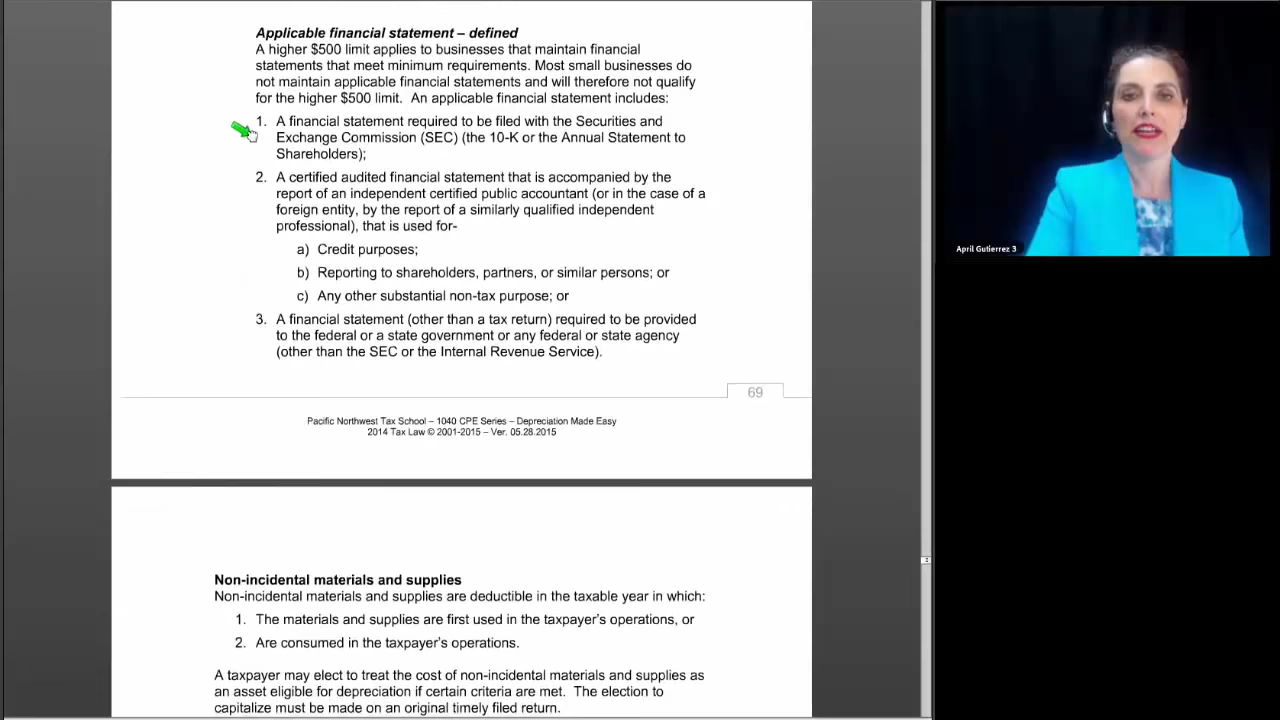 Applicable financial statement – defined
A higher $500 limit applies to businesses that maintain financial
statements that meet minimum requirements. Most small businesses do
not maintain applicable financial statements and will therefore not qualify
for the higher $500 limit.  An applicable financial statement includes:
1. A financial statement required to be filed with the Securities and
Exchange Commission (SEC) (the 10-K or the Annual Statement to
Shareholders);
2. A certified audited financial statement that is accompanied by the
report of an independent certified public accountant (or in the case of a
foreign entity, by the report of a similarly qualified independent
professional), that is used for-
a) Credit purposes;
b) Reporting to shareholders, partners, or similar persons; or
c) Any other substantial non-tax purpose; or
3. A financial statement (other than a tax return) required to be provided
to the federal or a state government or any federal or state agency
(other than the SEC or the Internal Revenue Service).
69
Pacific Northwest Tax School – 1040 CPE Series – Depreciation Made Easy
2014 Tax Law © 2001-2015 – Ver. 05.28.2015
Non-incidental materials and supplies
Non-incidental materials and supplies are deductible in the taxable year in which:
1. The materials and supplies are first used in the taxpayer's operations, or
2. Are consumed in the taxpayer's operations.
A taxpayer may elect to treat the cost of non-incidental materials and supplies as
an asset eligible for depreciation if certain criteria are met.  The election to
capitalize must be made on an original timely filed return.
April Gutierrez 3